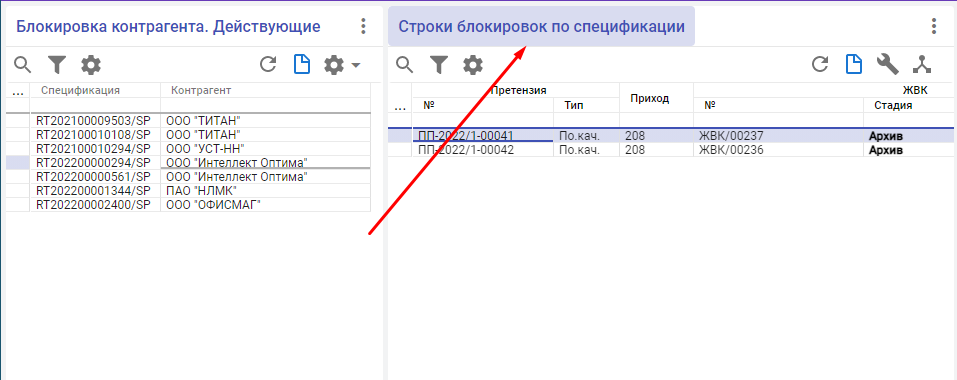 Блокировка контрагента. Действующие
... Спецификация Контрагент
RT202100009503/SP ООО "ТИТАН"
RT202100010108/SP ООО "ТИТАН"
RT202100010294/SP ООО "УСТ-НН"
RT202200000294/SP ООО "Интеллект Оптима"
RT202200000561/SP ООО "Интеллект Оптима"
RT202200001344/SP ПАО "НЛМК"
RT202200002400/SP ООО "ОФИСМАГ"
Строки блокировок по спецификации
Претензия Приход ЖВК
... № Тип № Стадия
ПП-2022/1-00041 По.кач. 208 ЖВК/00237 Архив
ПП-2022/1-00042 По.кач. 208 ЖВК/00236 Архив